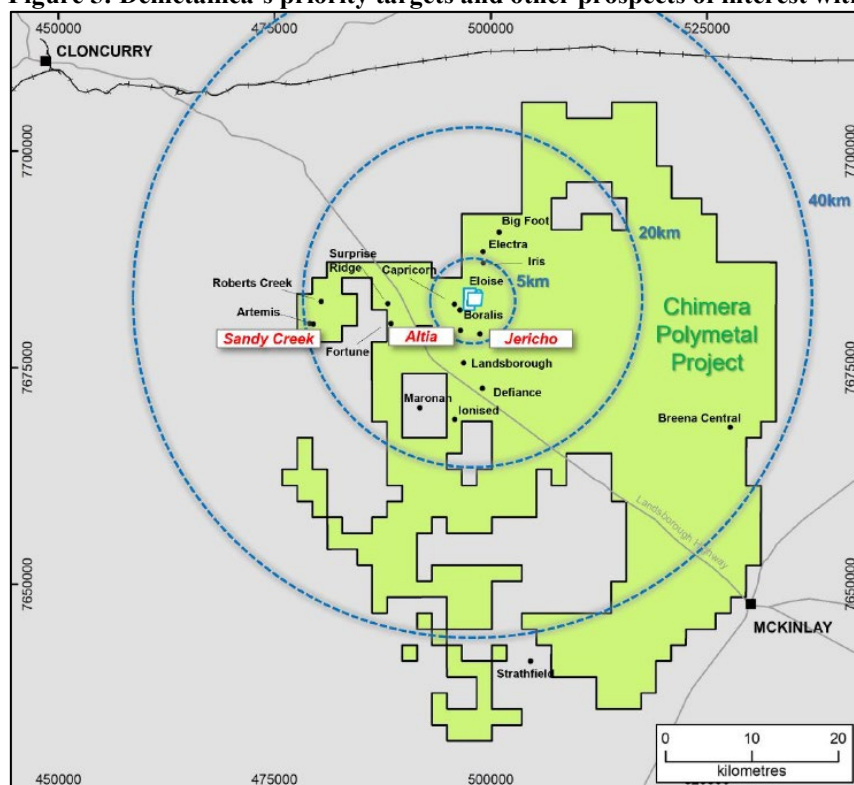 Figure 3: Demetallica's priority targets and other prospects of interest with
450000
475000
500000
525000
CLONCURRY
7700000
7700000
40km
Big Foot
20km
Electra
Surprise
Ridge
Capricorn
Iris
Eloise
5km
Roberts Creek
Chimera
Polymetal
Project
Artemis
Boralis
Sandy Creek
Altia
Jericho
Fortune
7675000
7675000
Landsborough
Maronan
Defiance
Ionised
Breena Central
Landsborough Highway
7650000
7650000
MCKINLAY
Strathfield
0
10
20
kilometres
450000
475000
500000